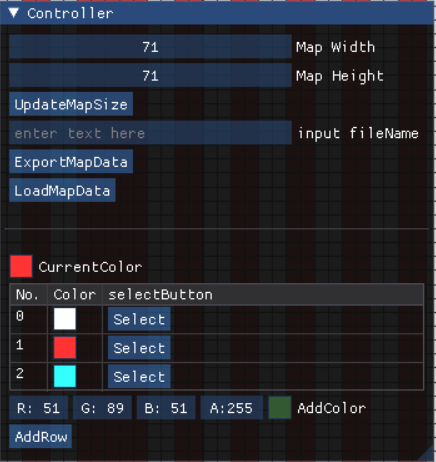 ▼ Controller
71 Map Width
71 Map Height
UpdateMapSize
enter text here input fileName
ExportMapData
LoadMapData
CurrentColor
No. Color selectButton
0 Select
1 Select
2 Select
R: 51 G: 89 B: 51 A:255 AddColor
AddRow